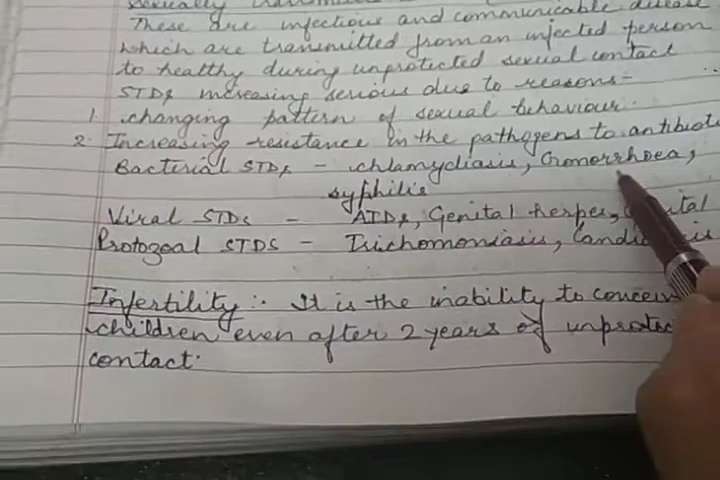 sexually
These are infectious and communicable disease
which are transmitted from an infected person
to healthy during unprotected sexual contact
STDs increasing serious due to reasons-
1. changing pattern of sexual behaviour.
2. Increasing resistance in the pathogens to antibiot
Bacterial STDs - chlamydiasis, Gonorrhoea,
syphilis
Viral STDs - AIDs, Genital herpes,
Protozoal STDS - Trichomoniasis,
Infertility:- It is the inability to concei
children even after 2 years of unprotec
contact.